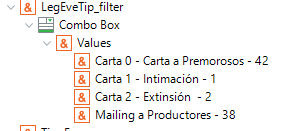 LegEveTip_filter
Combo Box
Values
Carta 0 - Carta a Premorosos - 42
Carta 1 - Intimación - 1
Carta 2 - Extinsión  - 2
Mailing a Productores - 38